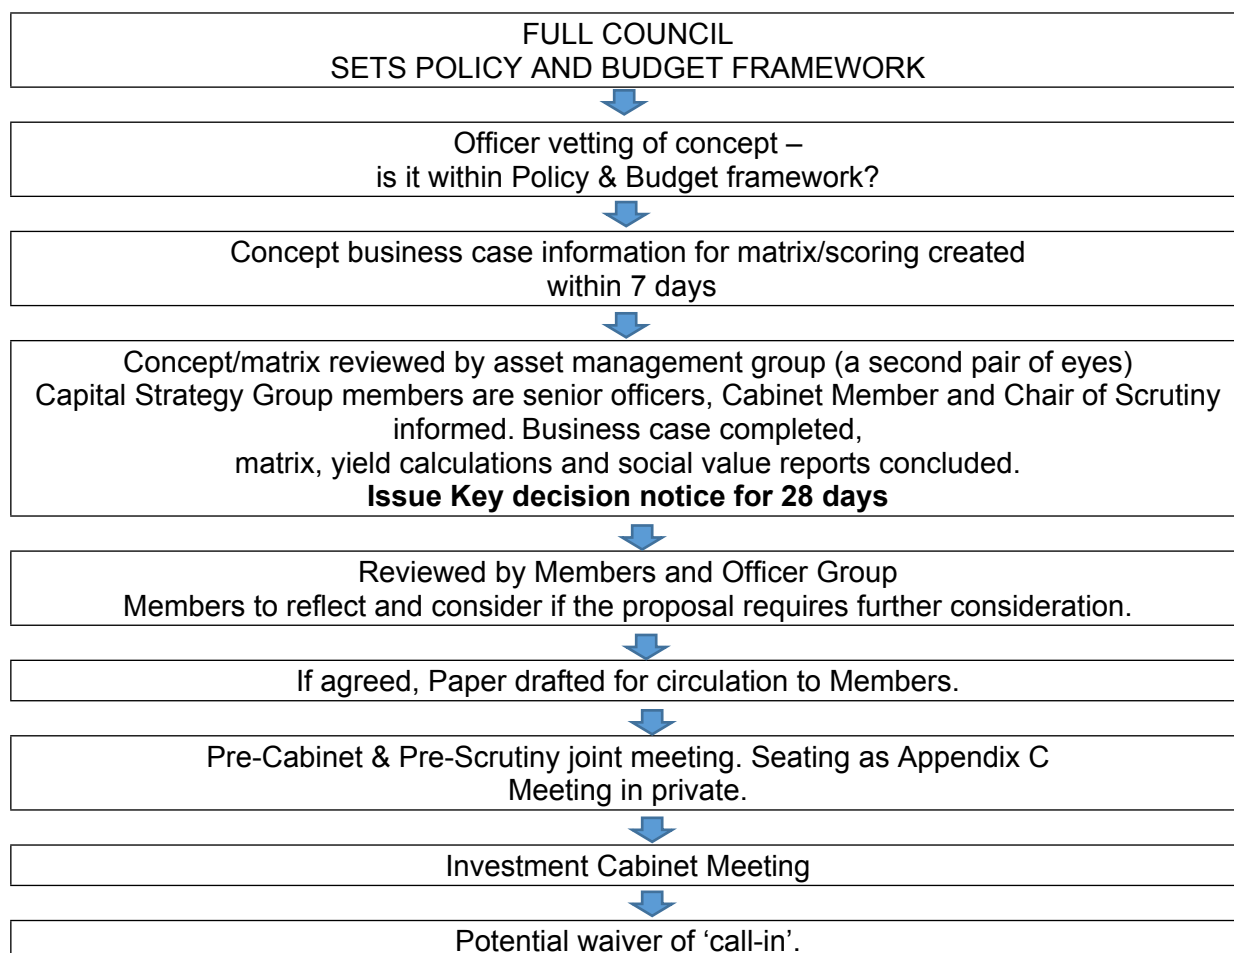 FULL COUNCIL
SETS POLICY AND BUDGET FRAMEWORK
Officer vetting of concept –
is it within Policy & Budget framework?
Concept business case information for matrix/scoring created
within 7 days
Concept/matrix reviewed by asset management group (a second pair of eyes)
Capital Strategy Group members are senior officers, Cabinet Member and Chair of Scrutiny
informed. Business case completed,
matrix, yield calculations and social value reports concluded.
Issue Key decision notice for 28 days
Reviewed by Members and Officer Group
Members to reflect and consider if the proposal requires further consideration.
If agreed, Paper drafted for circulation to Members.
Pre-Cabinet & Pre-Scrutiny joint meeting. Seating as Appendix C
Meeting in private.
Investment Cabinet Meeting
Potential waiver of ‘call-in’.